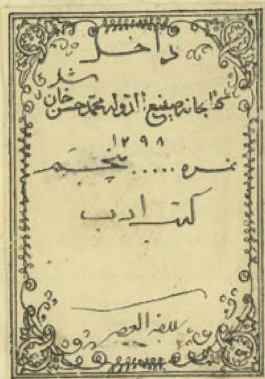 داخل
شد
کتابخانه صنیع الدوله محمد حسن خان
۱۲۹۸
نمره ..... پنجم
کتب ادب